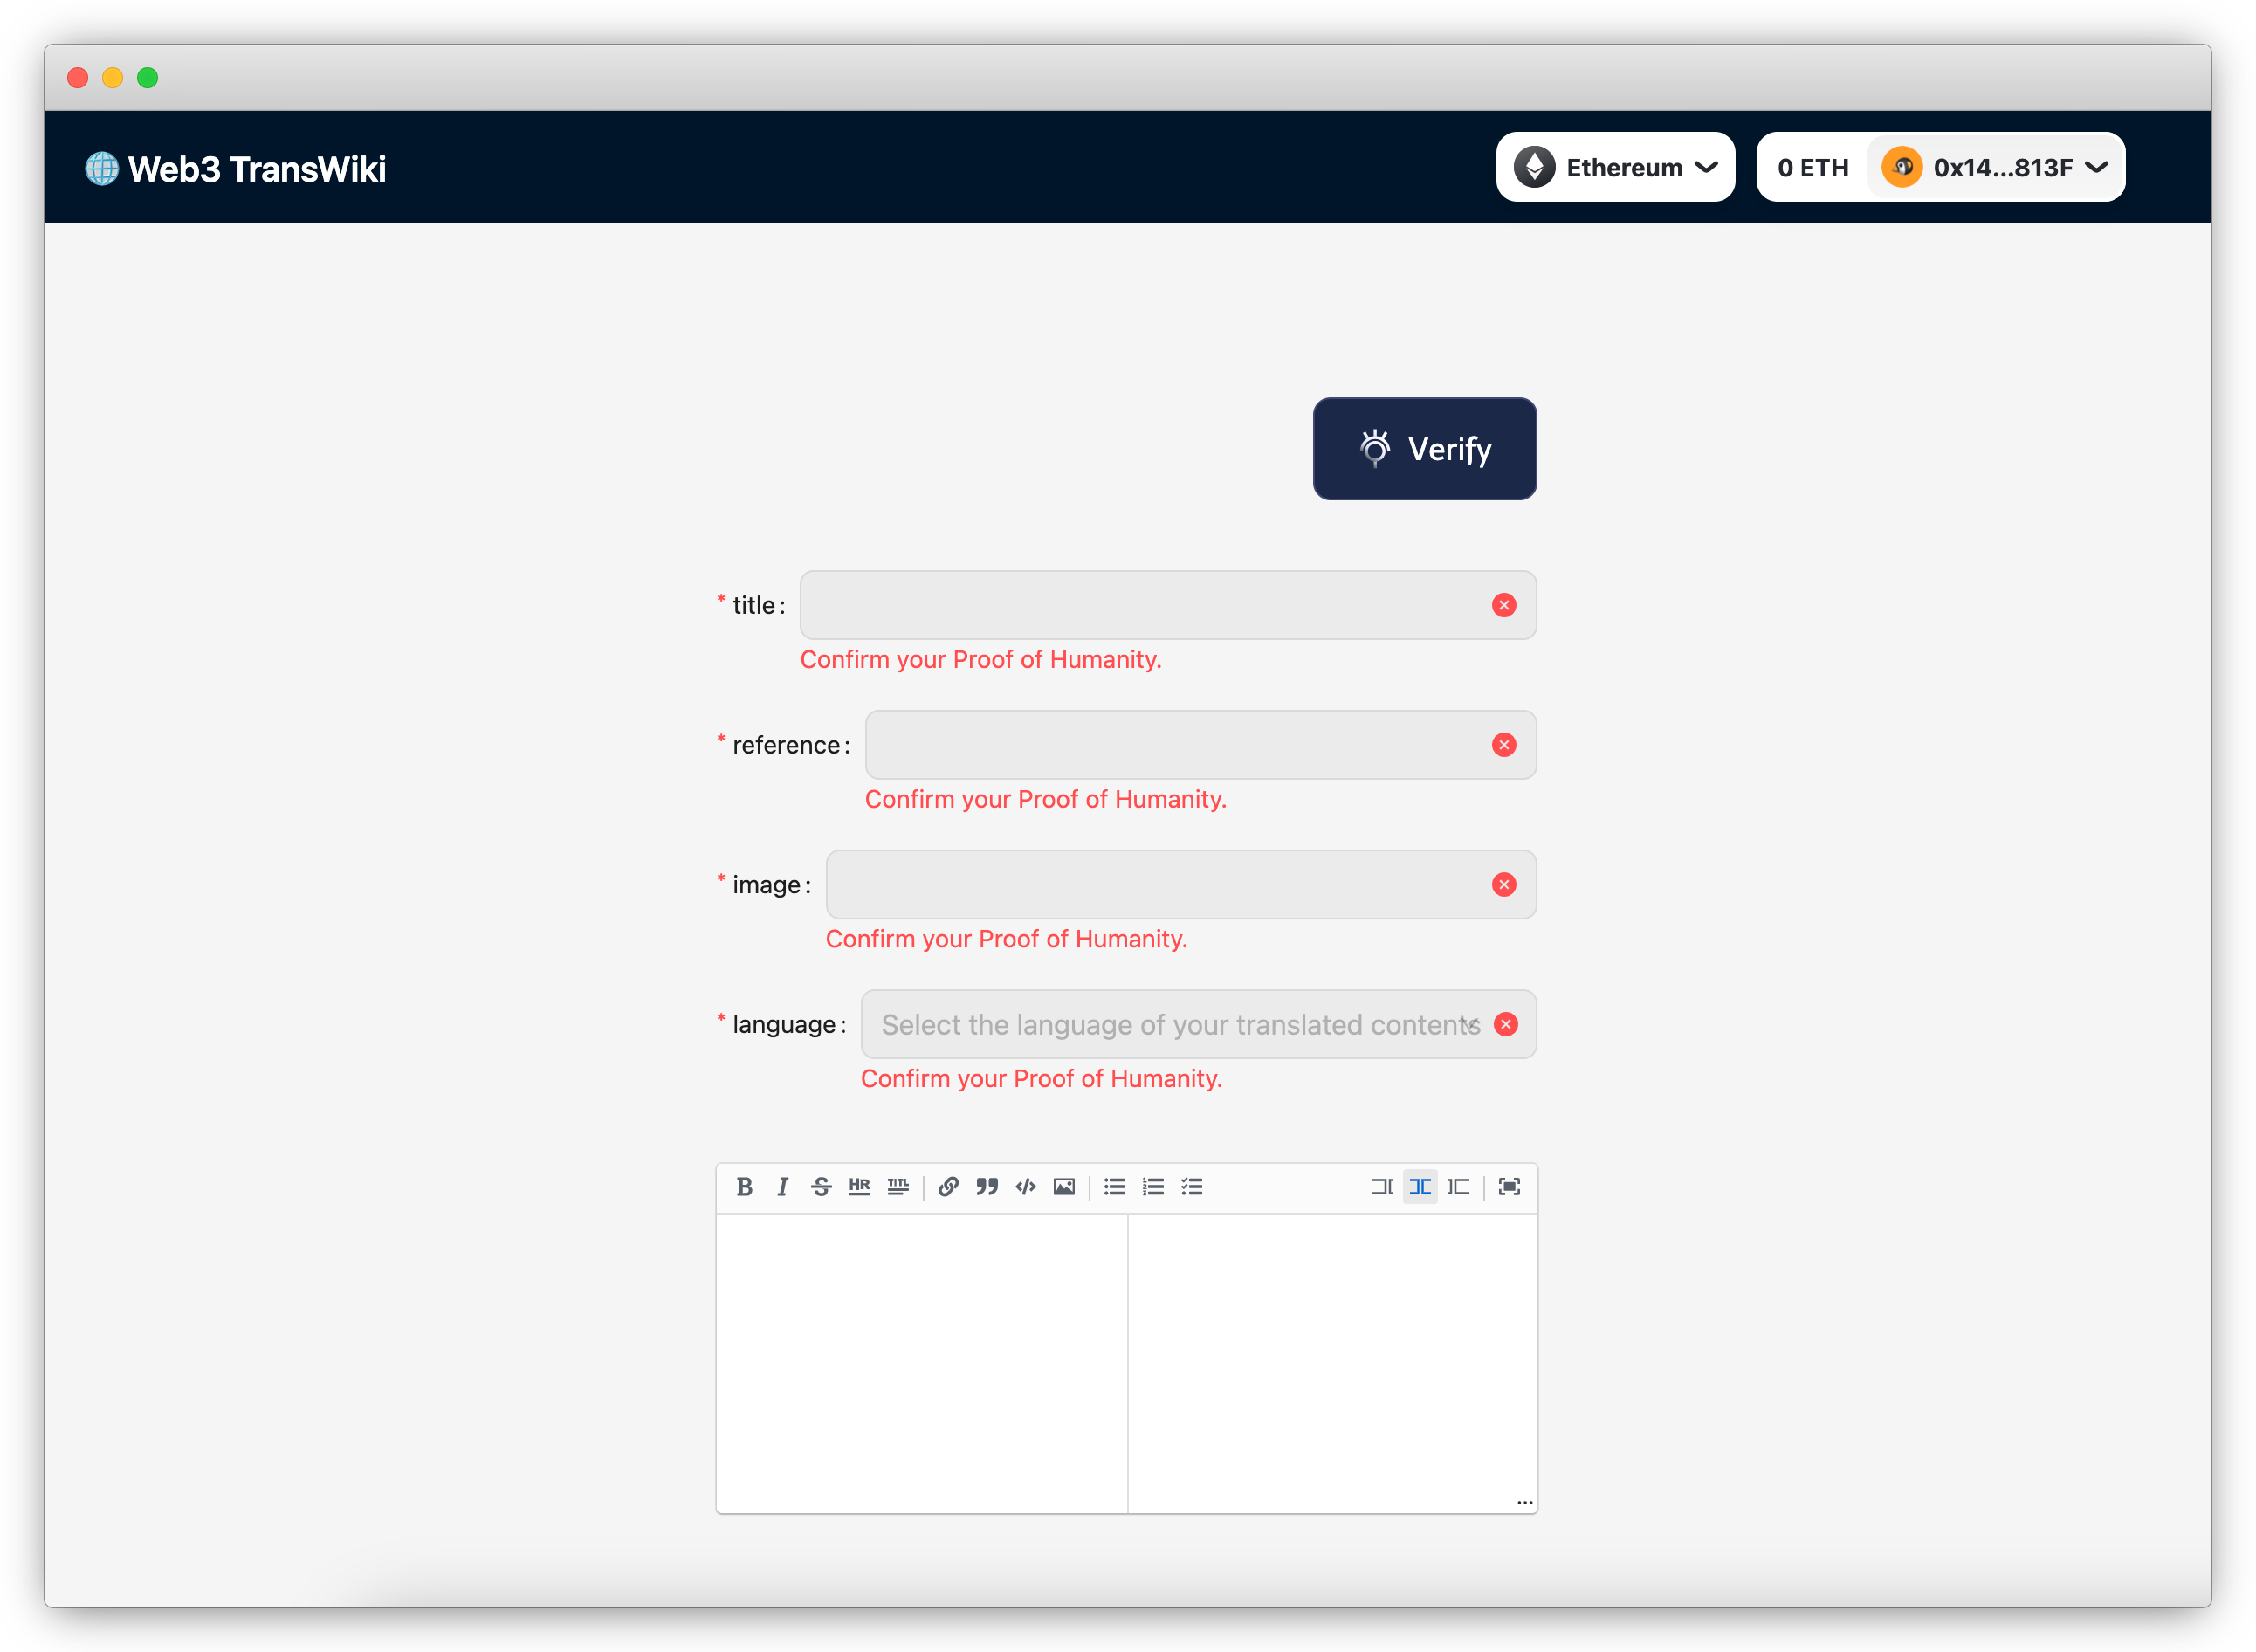 Web3 TransWiki
Ethereum
0 ETH
0x14...813F
Verify
* title:
Confirm your Proof of Humanity.
* reference:
Confirm your Proof of Humanity.
* image:
Confirm your Proof of Humanity.
* language:
Select the language of your translated contents
Confirm your Proof of Humanity.
B I S HR TITL
...